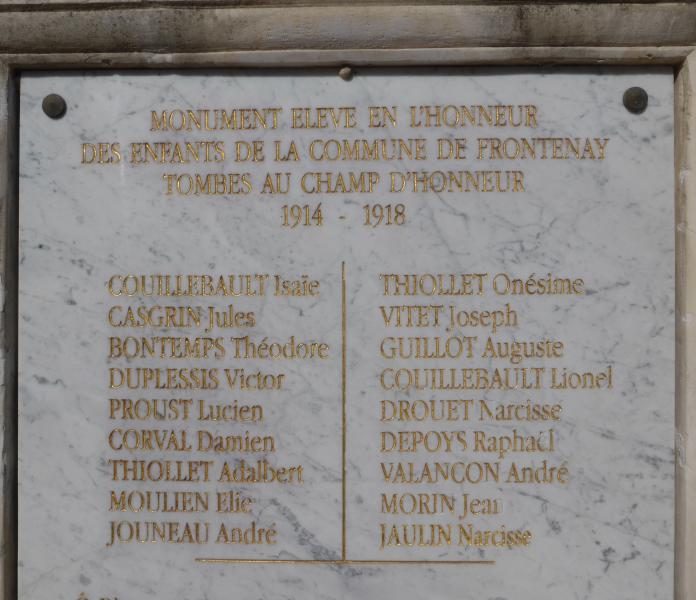 MONUMENT ELEVE EN L'HONNEUR
DES ENFANTS DE LA COMMUNE DE FRONTENAY
TOMBES AU CHAMP D'HONNEUR
1914 - 1918
COUILLEBAULT Isaïe
CASGRIN Jules
BONTEMPS Théodore
DUPLESSIS Victor
PROUST Lucien
CORVAL Damien
THIOLLET Adalbert
MOULIEN Elie
JOUNEAU André
THIOLLET Onésime
VITET Joseph
GUILLOT Auguste
COUILLEBAULT Lionel
DROUET Narcisse
DEPOYS Raphaël
VALANCON André
MORIN Jean
JAULIN Narcisse